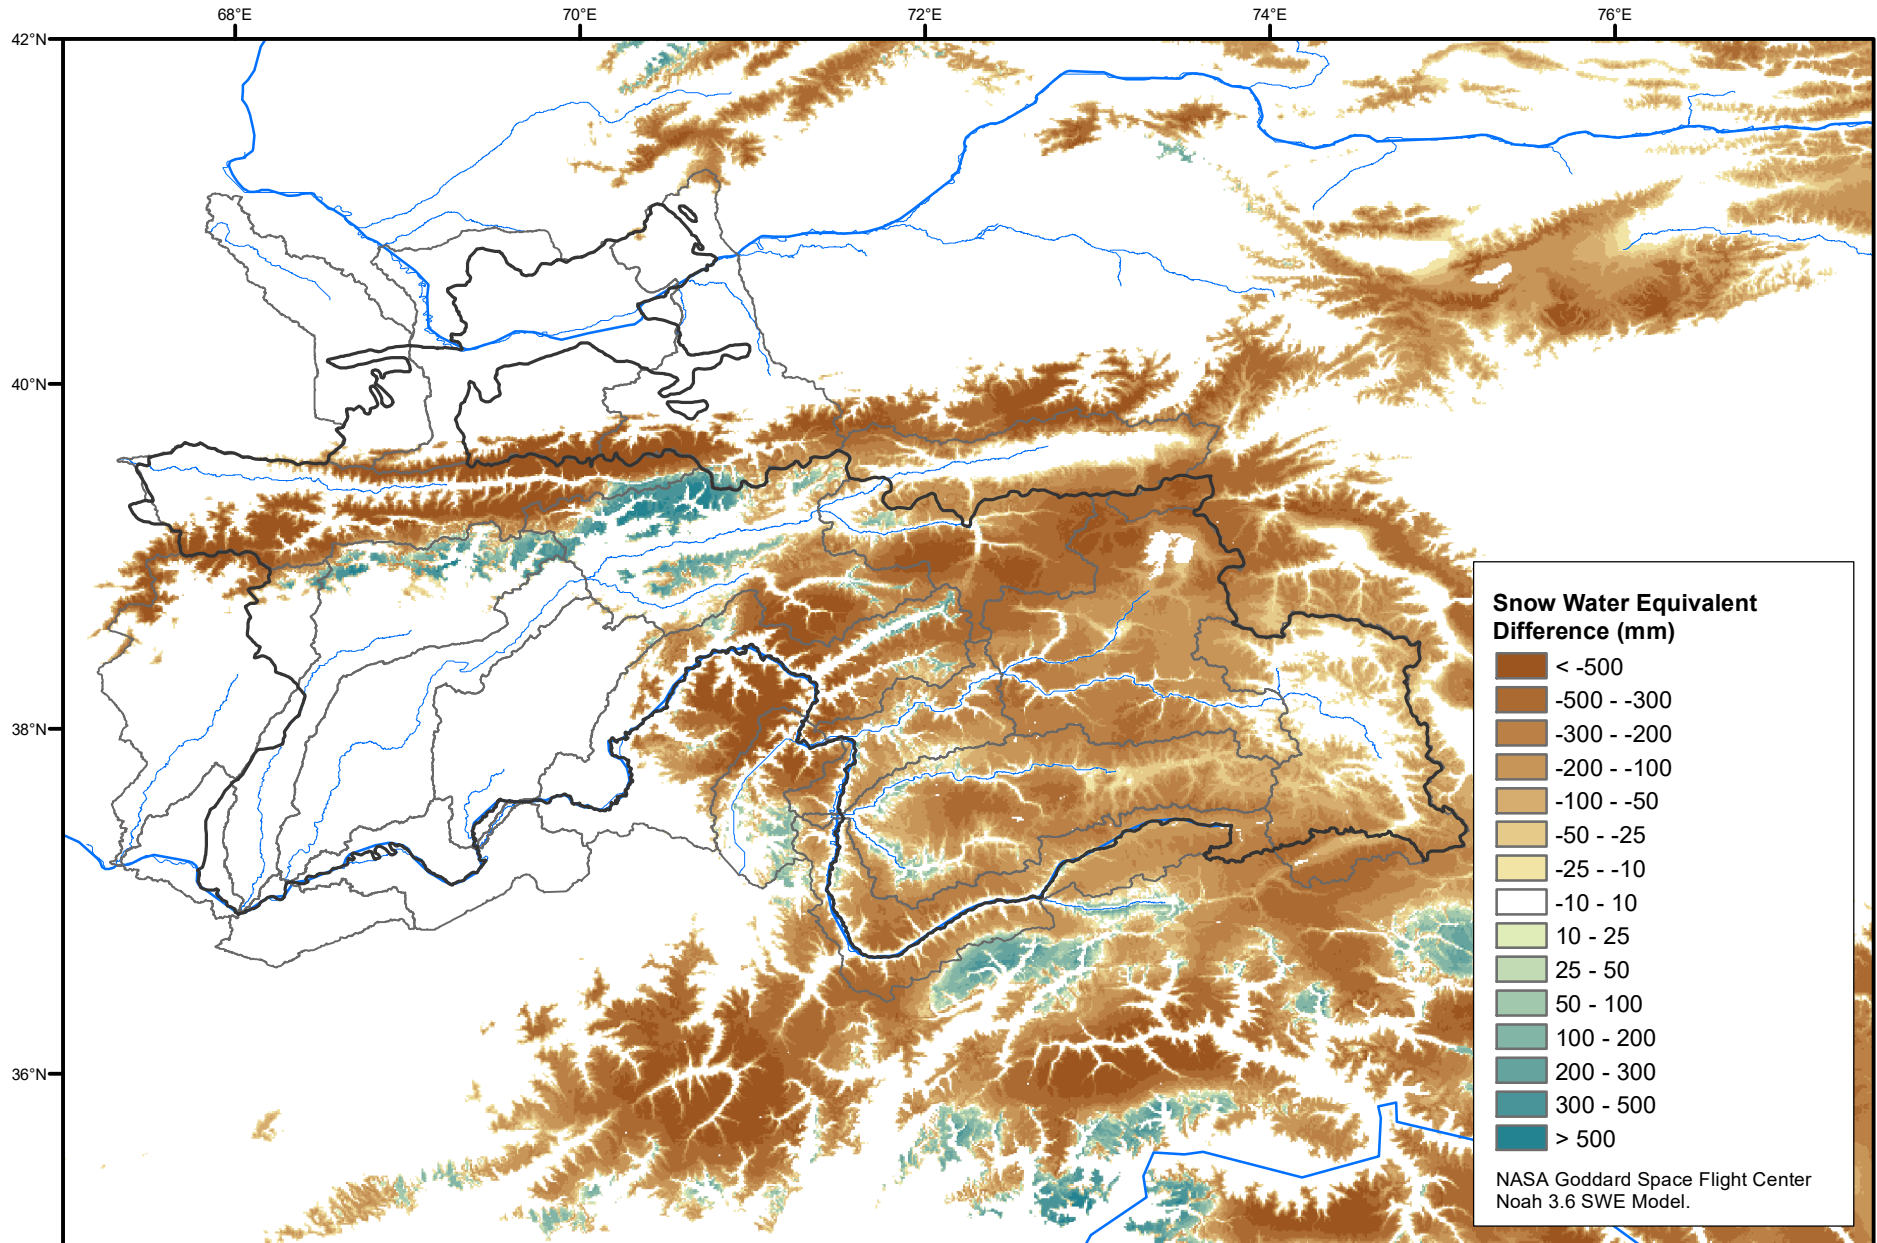 68°E 70°E 72°E 74°E 76°E
42°N
40°N
38°N
36°N
Snow Water Equivalent
Difference (mm)
< -500
-500 - -300
-300 - -200
-200 - -100
-100 - -50
-50 - -25
-25 - -10
-10 - 10
10 - 25
25 - 50
50 - 100
100 - 200
200 - 300
300 - 500
> 500
NASA Goddard Space Flight Center
Noah 3.6 SWE Model.